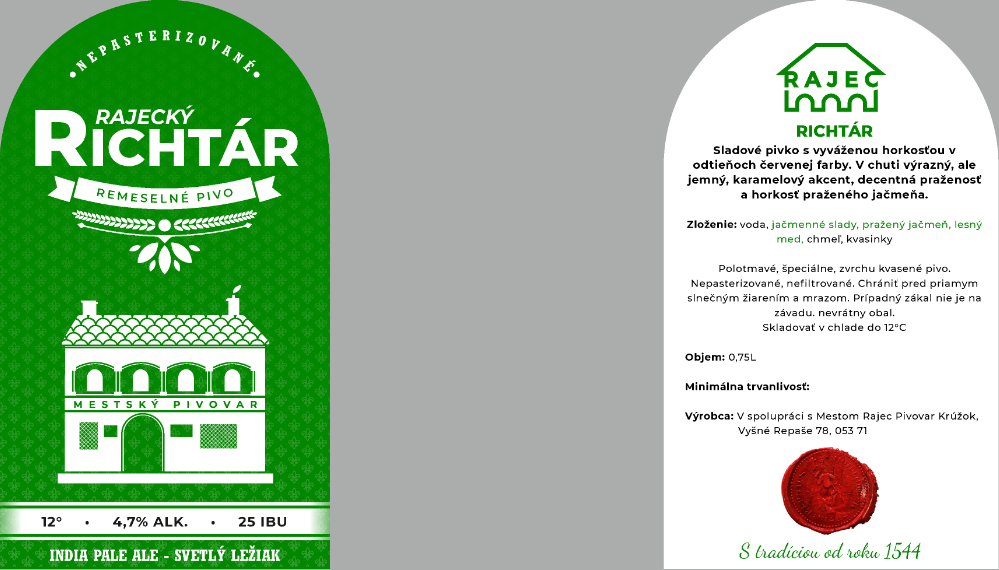 •NEPASTERIZOVANÉ•
RAJECKÝ
RICHTÁR
REMESELNÉ PIVO
MESTSKÝ PIVOVAR
12° • 4,7% ALK. • 25 IBU
INDIA PALE ALE - SVETLÝ LEŽIAK
RAJEC
RICHTÁR
Sladové pivko s vyváženou horkosťou v
odtieňoch červenej farby. V chuti výrazný, ale
jemný, karamelový akcent, decentná praženosť
a horkosť praženého jačmeňa.
Zloženie: voda, jačmenné slady, pražený jačmeň, lesný
med, chmeľ, kvasinky
Polotmavé, špeciálne, zvrchu kvasené pivo.
Nepasterizované, nefiltrované. Chrániť pred priamym
slnečným žiarením a mrazom. Prípadný zákal nie je na
závadu. nevrátny obal.
Skladovať v chlade do 12°C
Objem: 0,75L
Minimálna trvanlivosť:
Výrobca: V spolupráci s Mestom Rajec Pivovar Krúžok,
Vyšné Repaše 78, 053 71
S tradíciou od roku 1544